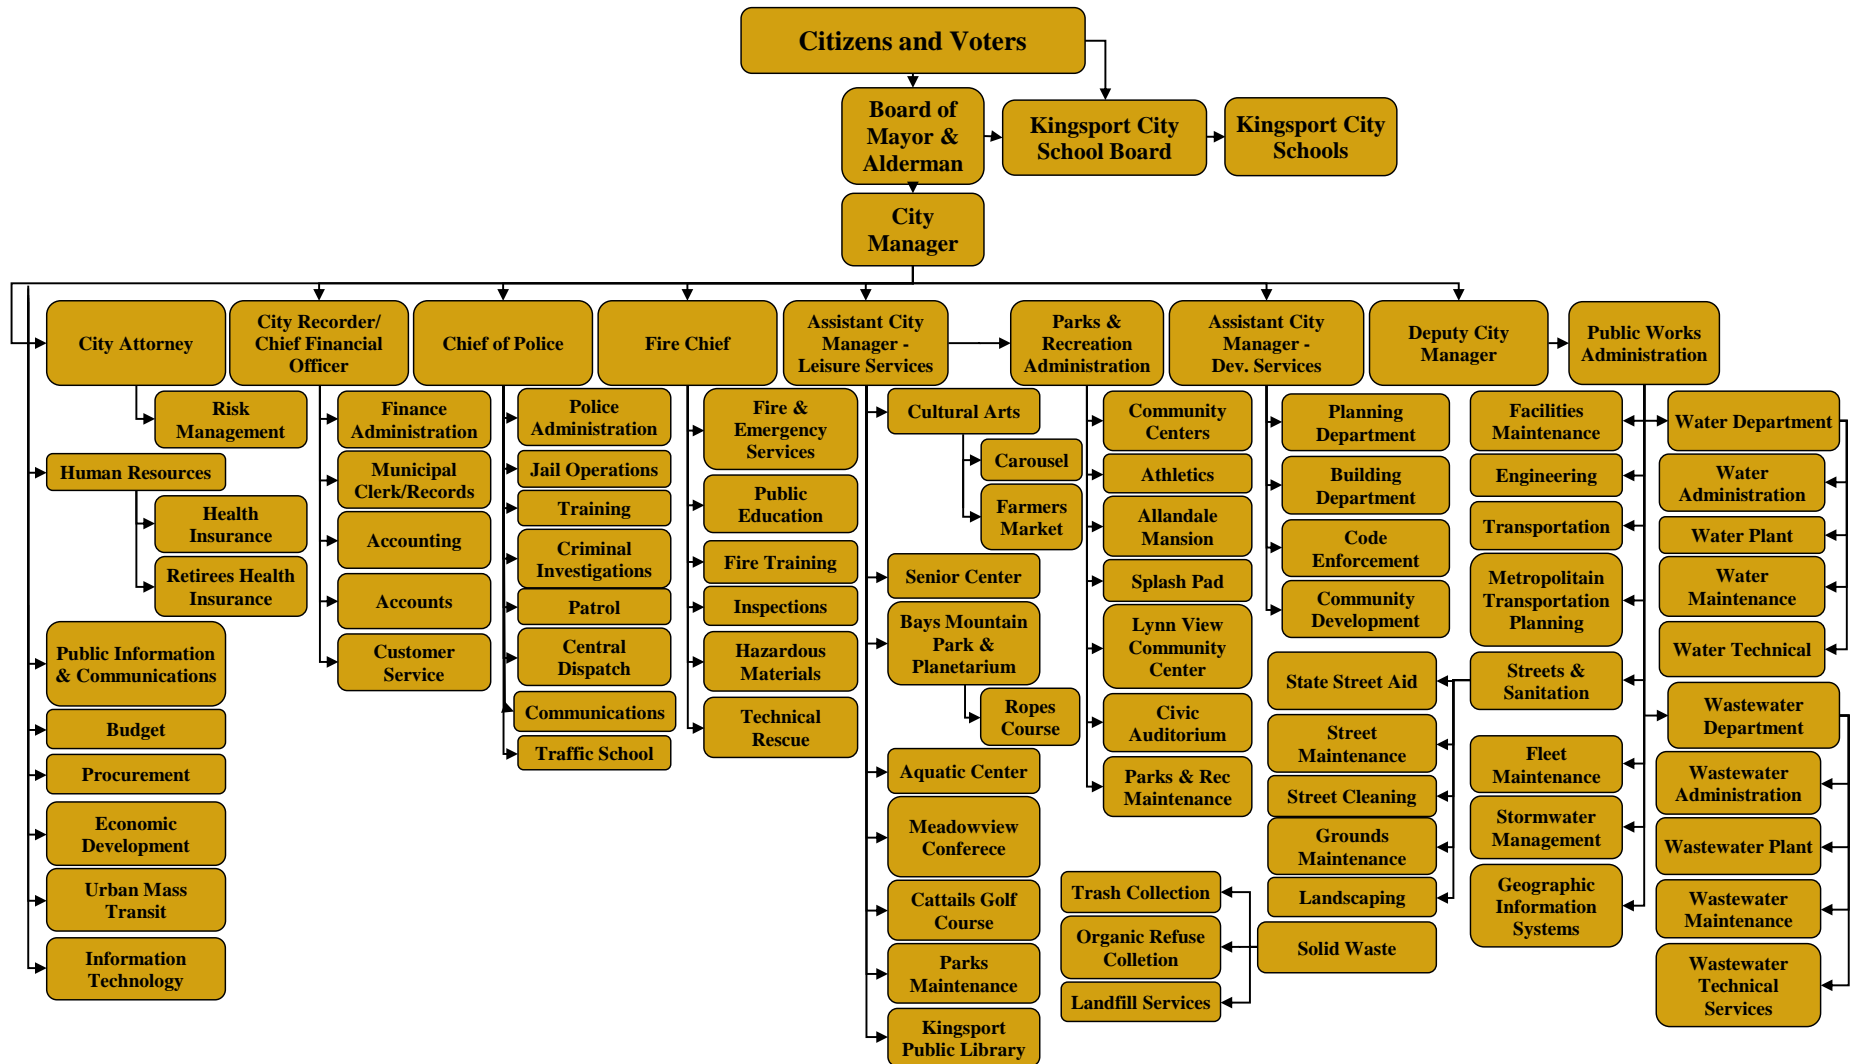 Citizens and Voters
Board of
Mayor &
Alderman
Kingsport City
School Board
Kingsport City
Schools
City
Manager
City Attorney
City Recorder/
Chief Financial
Officer
Chief of Police
Fire Chief
Assistant City
Manager -
Leisure Services
Parks &
Recreation
Administration
Assistant City
Manager -
Dev. Services
Deputy City
Manager
Public Works
Administration
Risk
Management
Human Resources
Health
Insurance
Retirees Health
Insurance
Public Information
& Communications
Budget
Procurement
Economic
Development
Urban Mass
Transit
Information
Technology
Finance
Administration
Municipal
Clerk/Records
Accounting
Accounts
Customer
Service
Police
Administration
Jail Operations
Training
Criminal
Investigations
Patrol
Central
Dispatch
Communications
Traffic School
Fire &
Emergency
Services
Public
Education
Fire Training
Inspections
Hazardous
Materials
Technical
Rescue
Cultural Arts
Carousel
Farmers
Market
Senior Center
Bays Mountain
Park &
Planetarium
Ropes
Course
Aquatic Center
Meadowview
Conferece
Cattails Golf
Course
Parks
Maintenance
Kingsport
Public Library
Community
Centers
Athletics
Allandale
Mansion
Splash Pad
Lynn View
Community
Center
Civic
Auditorium
Parks & Rec
Maintenance
Planning
Department
Building
Department
Code
Enforcement
Community
Development
Facilities
Maintenance
Engineering
Transportation
Metropolitain
Transportation
Planning
Streets &
Sanitation
State Street Aid
Street
Maintenance
Street Cleaning
Grounds
Maintenance
Landscaping
Solid Waste
Trash Collection
Organic Refuse
Colletion
Landfill Services
Fleet
Maintenance
Stormwater
Management
Geographic
Information
Systems
Water Department
Water
Administration
Water Plant
Water
Maintenance
Water Technical
Wastewater
Department
Wastewater
Administration
Wastewater Plant
Wastewater
Maintenance
Wastewater
Technical
Services